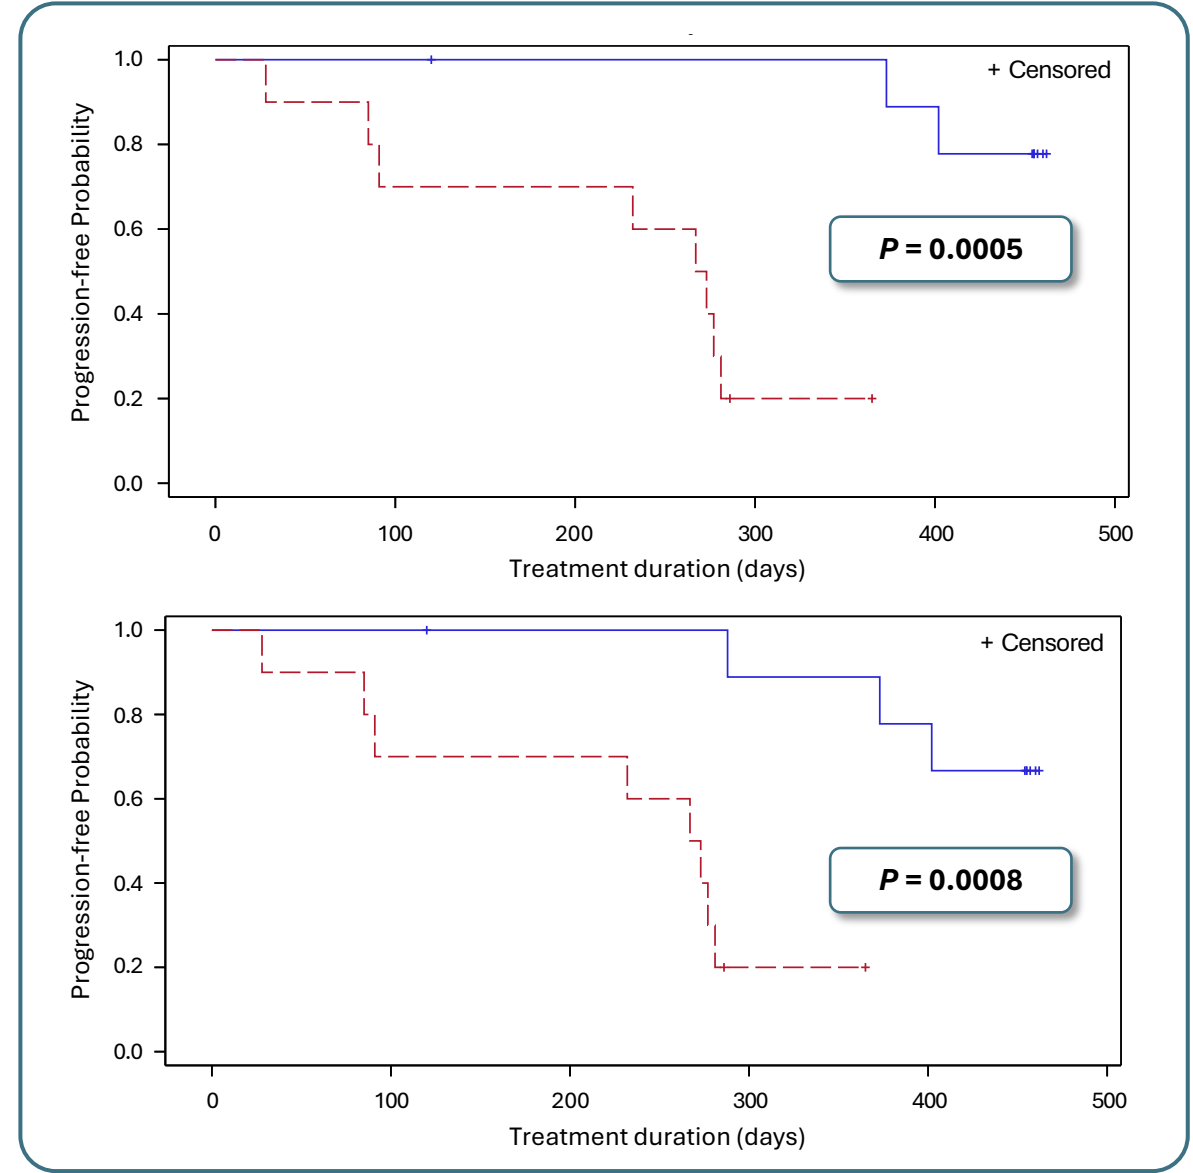 + Censored
Progression-free Probability
1.0
0.8
0.6
0.4
0.2
0.0
P = 0.0005
0 100 200 300 400 500
Treatment duration (days)
+ Censored
Progression-free Probability
1.0
0.8
0.6
0.4
0.2
0.0
P = 0.0008
0 100 200 300 400 500
Treatment duration (days)